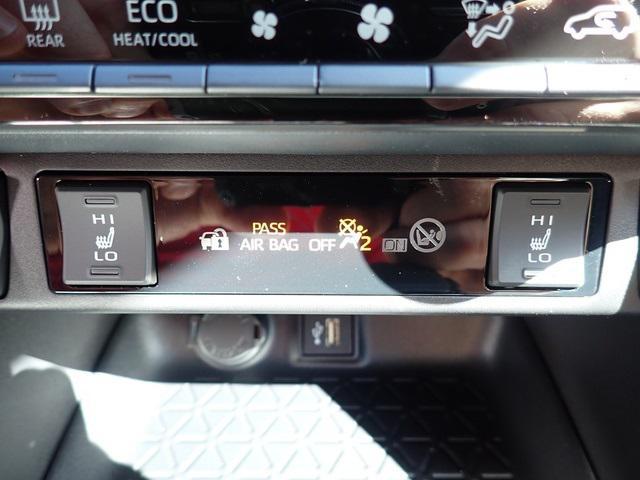 REAR
ECO
HEAT/COOL
HI
LO
PASS
AIR BAG OFF
2
ON
HI
LO